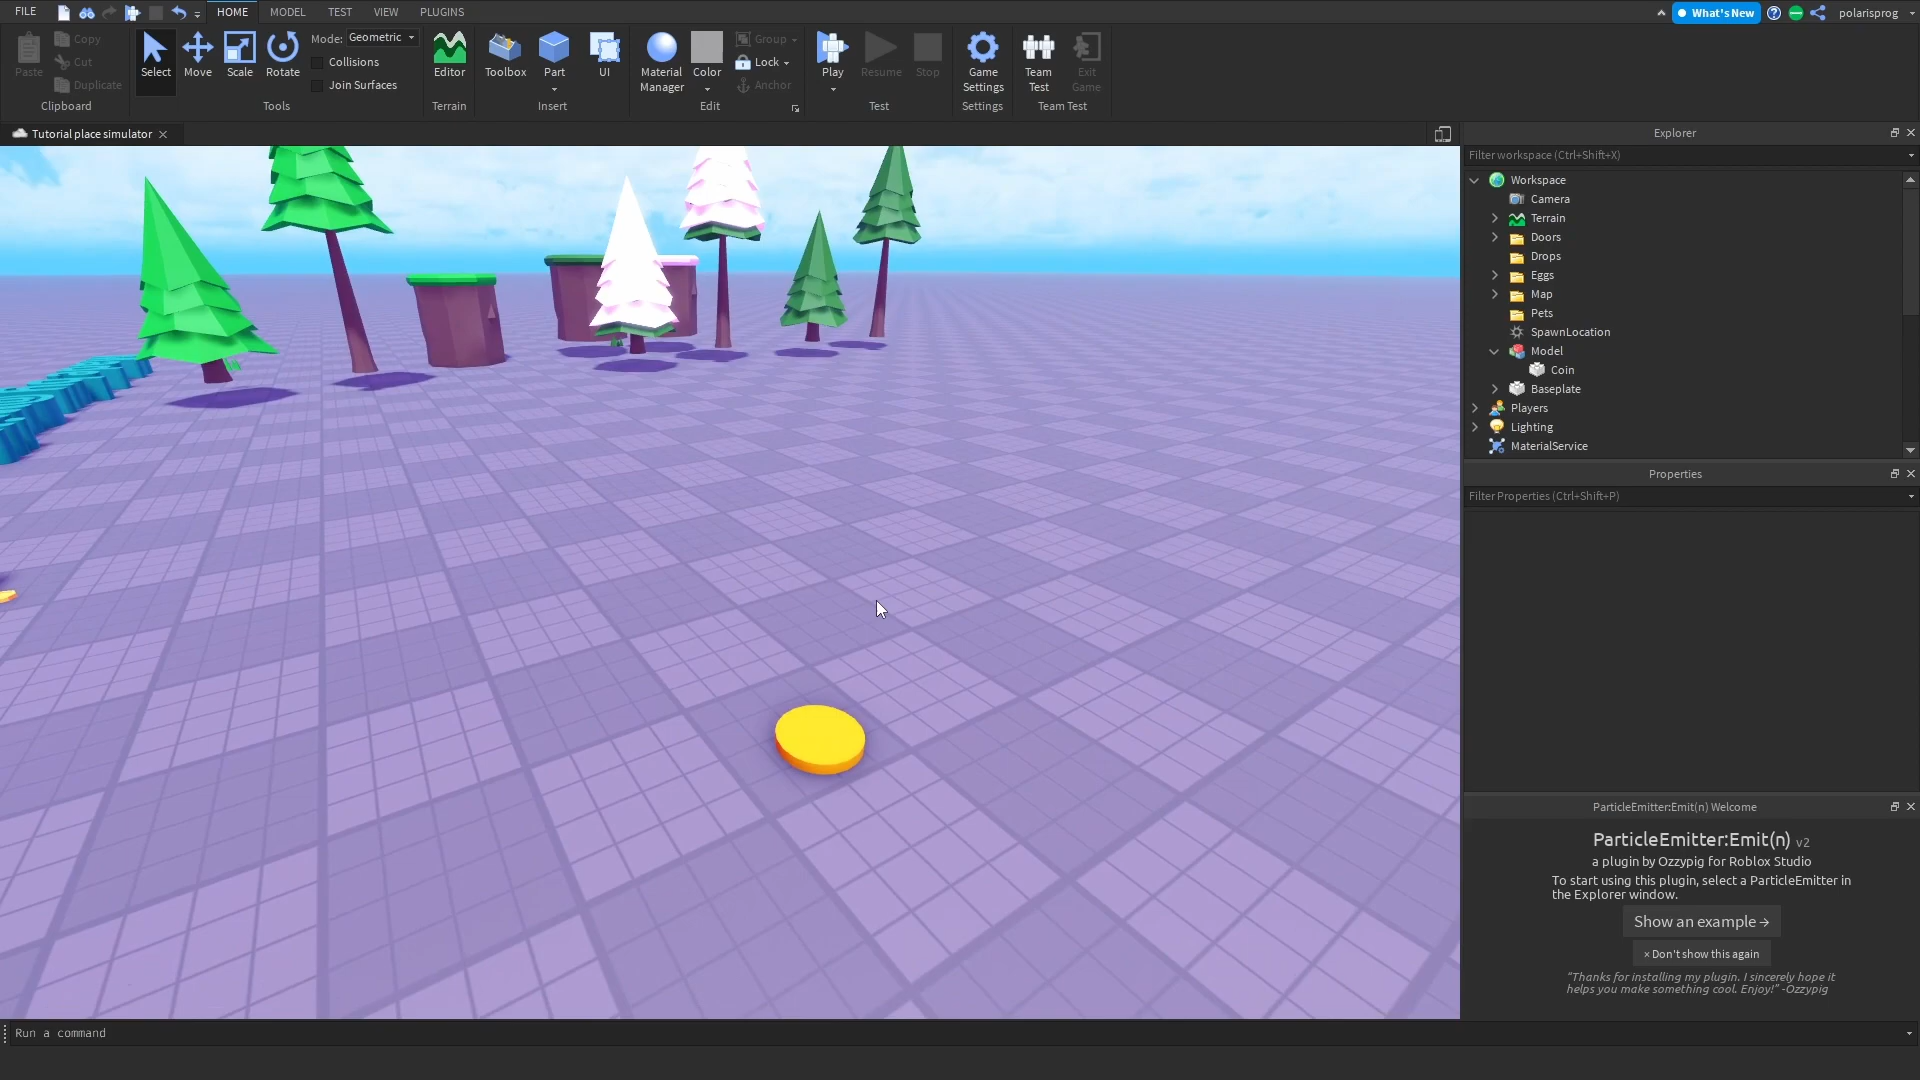 FILE
HOME
MODEL
TEST
VIEW
PLUGINS
What's New
polarisprog
Paste
Copy
Cut
Duplicate
Clipboard
Select
Move
Scale
Rotate
Mode: Geometric
Collisions
Join Surfaces
Tools
Editor
Terrain
Toolbox
Part
UI
Insert
Material Manager
Color
Group
Lock
Anchor
Edit
Play
Resume
Stop
Test
Game Settings
Settings
Team Test
Exit Game
Team Test
Tutorial place simulator
Explorer
Filter workspace (Ctrl+Shift+X)
Workspace
Camera
Terrain
Doors
Drops
Eggs
Map
Pets
SpawnLocation
Model
Coin
Baseplate
Players
Lighting
MaterialService
Properties
Filter Properties (Ctrl+Shift+P)
ParticleEmitter:Emit(n) Welcome
ParticleEmitter:Emit(n) v2
a plugin by Ozzypig for Roblox Studio
To start using this plugin, select a ParticleEmitter in
the Explorer window.
Show an example →
× Don't show this again
"Thanks for installing my plugin. I sincerely hope it
helps you make something cool. Enjoy!" -Ozzypig
Run a command